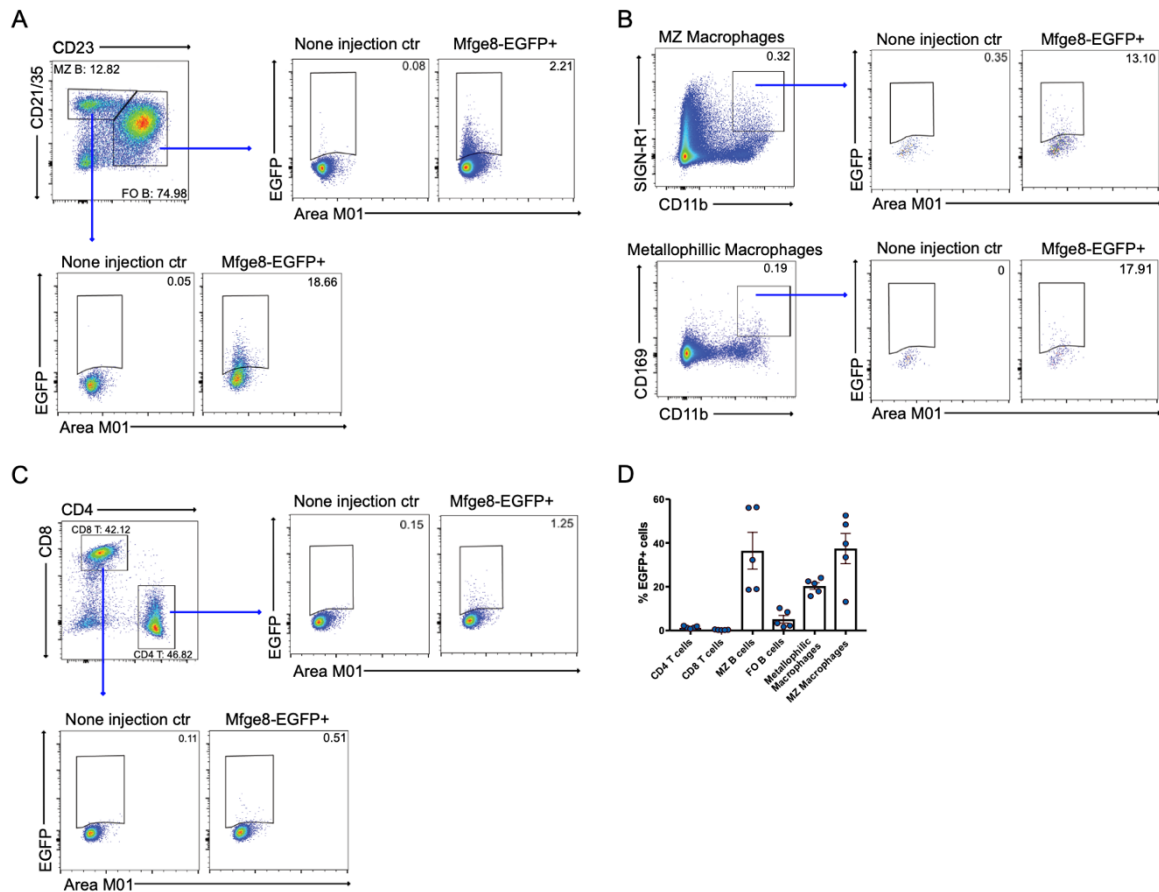 A
CD23
CD21/35
MZ B: 12.82
FO B: 74.98
None injection ctr
Mfge8-EGFP+
0.08
2.21
EGFP
Area M01
None injection ctr
Mfge8-EGFP+
0.05
18.66
EGFP
Area M01
B
MZ Macrophages
0.32
SIGN-R1
CD11b
None injection ctr
Mfge8-EGFP+
0.35
13.10
EGFP
Area M01
Metallophillic Macrophages
0.19
CD169
CD11b
None injection ctr
Mfge8-EGFP+
0
17.91
EGFP
Area M01
C
CD4
CD8
CD8 T: 42.12
CD4 T: 46.82
None injection ctr
Mfge8-EGFP+
0.15
1.25
EGFP
Area M01
None injection ctr
Mfge8-EGFP+
0.11
0.51
EGFP
Area M01
D
% EGFP+ cells
60
40
20
0
CD4 T cells
CD8 T cells
MZ B cells
FO B cells
Metallophilic
Macrophages
MZ Macrophages